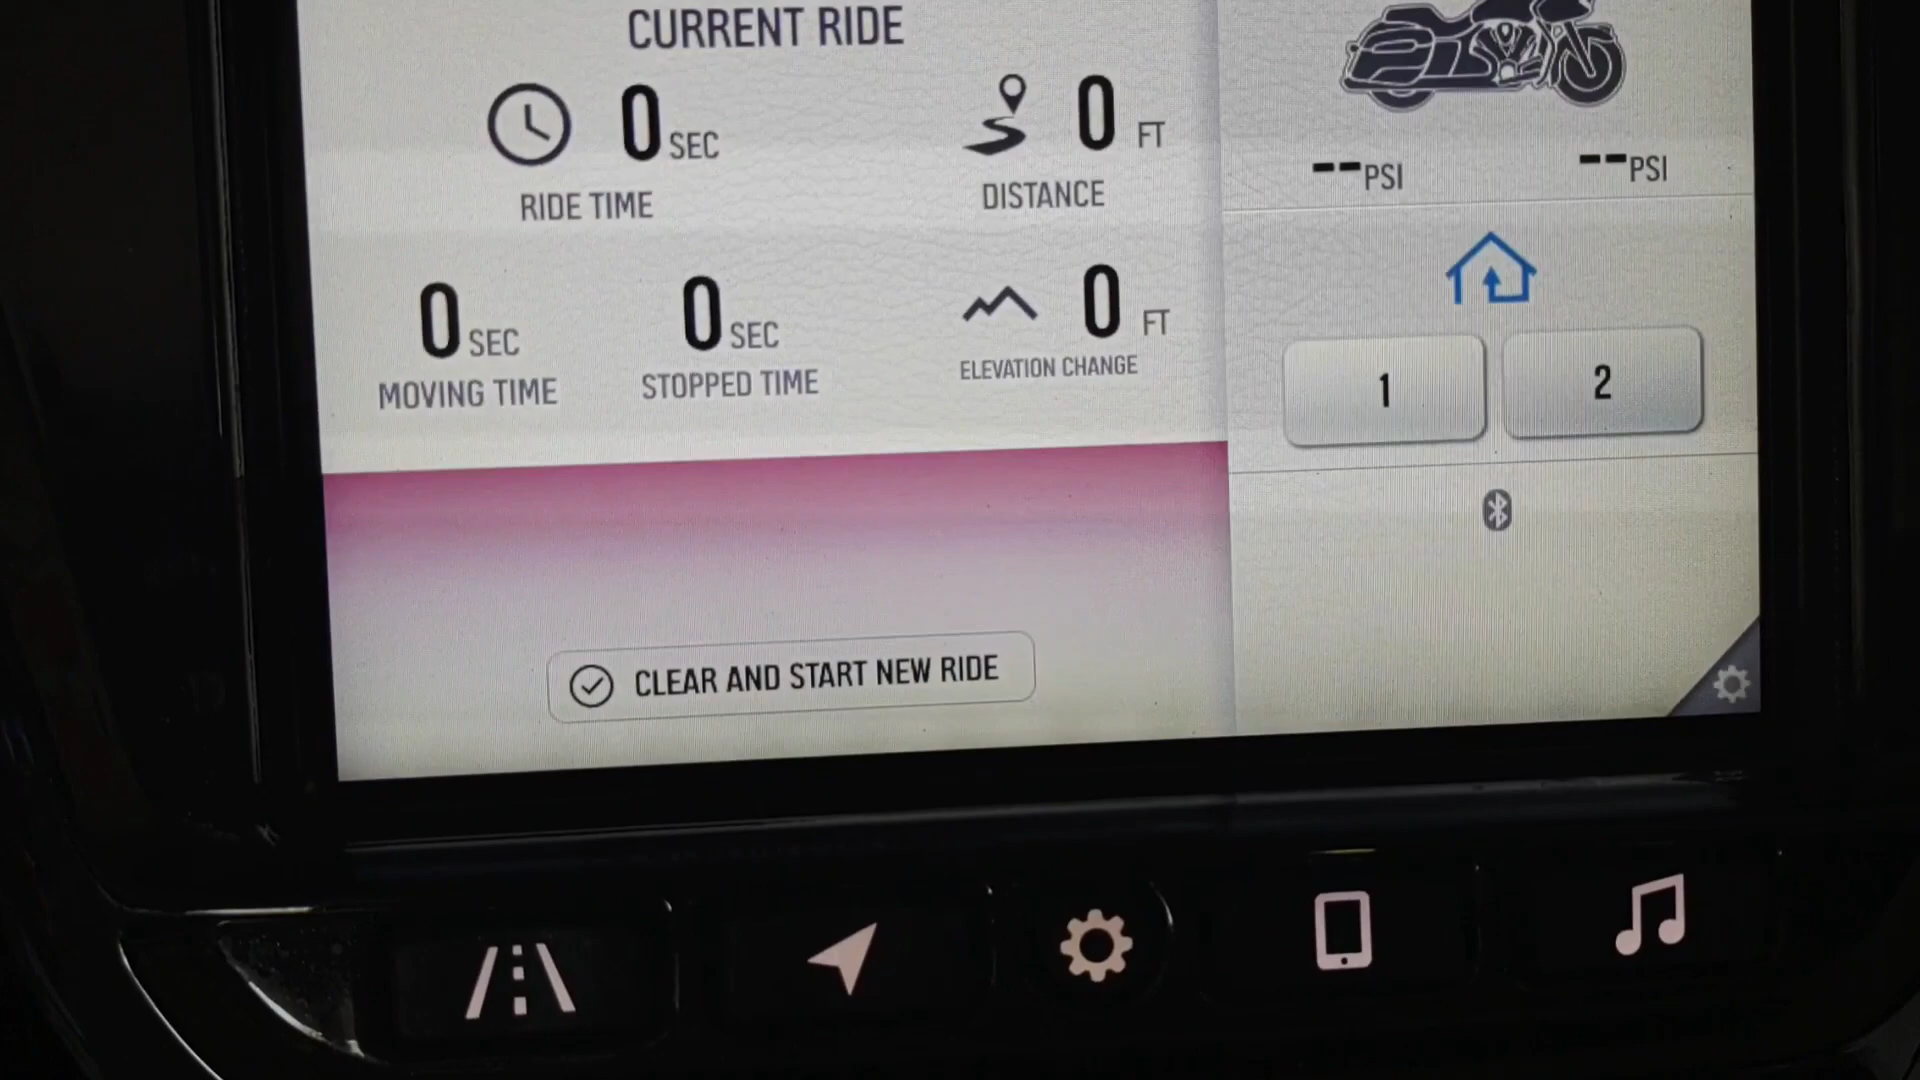 CURRENT RIDE
0 SEC
RIDE TIME
0 FT
DISTANCE
0 SEC
MOVING TIME
0 SEC
STOPPED TIME
0 FT
ELEVATION CHANGE
CLEAR AND START NEW RIDE
--PSI
--PSI
1
2